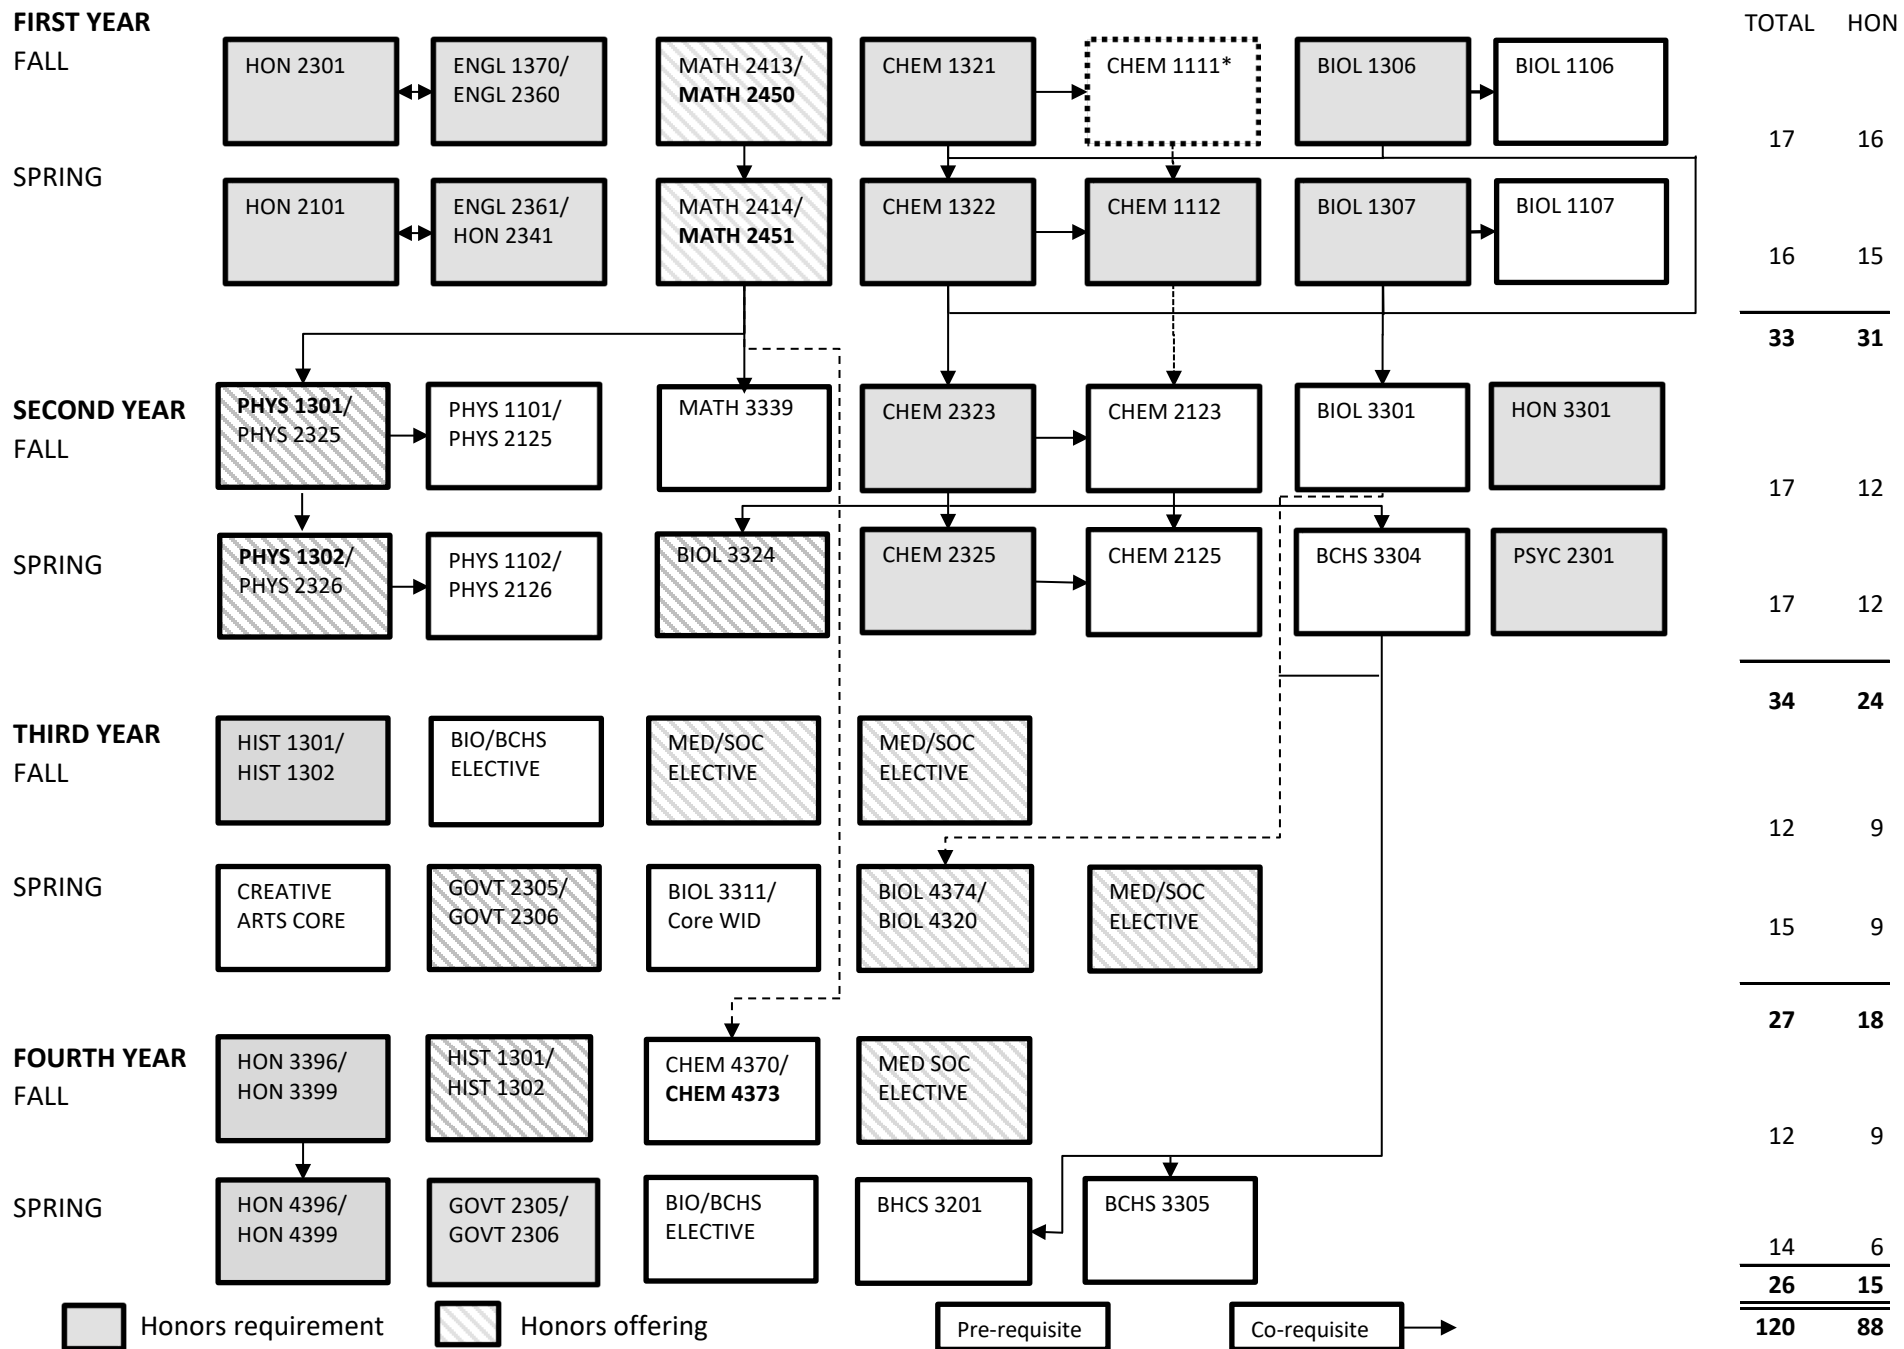 FIRST YEAR
TOTAL HON
FALL
HON 2301
ENGL 1370/
ENGL 2360
MATH 2413/
MATH 2450
CHEM 1321
CHEM 1111*
BIOL 1306
BIOL 1106
17 16
SPRING
HON 2101
ENGL 2361/
HON 2341
MATH 2414/
MATH 2451
CHEM 1322
CHEM 1112
BIOL 1307
BIOL 1107
16 15
33 31
SECOND YEAR
FALL
PHYS 1301/
PHYS 2325
PHYS 1101/
PHYS 2125
MATH 3339
CHEM 2323
CHEM 2123
BIOL 3301
HON 3301
17 12
SPRING
PHYS 1302/
PHYS 2326
PHYS 1102/
PHYS 2126
BIOL 3324
CHEM 2325
CHEM 2125
BCHS 3304
PSYC 2301
17 12
34 24
THIRD YEAR
FALL
HIST 1301/
HIST 1302
BIO/BCHS
ELECTIVE
MED/SOC
ELECTIVE
MED/SOC
ELECTIVE
12 9
SPRING
CREATIVE
ARTS CORE
GOVT 2305/
GOVT 2306
BIOL 3311/
Core WID
BIOL 4374/
BIOL 4320
MED/SOC
ELECTIVE
15 9
27 18
FOURTH YEAR
FALL
HON 3396/
HON 3399
HIST 1301/
HIST 1302
CHEM 4370/
CHEM 4373
MED SOC
ELECTIVE
12 9
SPRING
HON 4396/
HON 4399
GOVT 2305/
GOVT 2306
BIO/BCHS
ELECTIVE
BHCS 3201
BCHS 3305
14 6
26 15
120 88
Honors requirement
Honors offering
Pre-requisite
Co-requisite